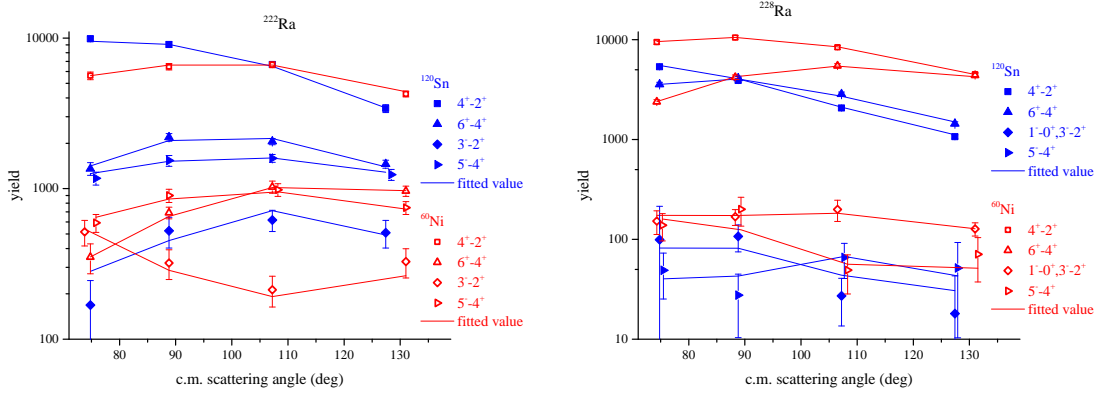 ²²²Ra
10000
1000
100
yield
80
90
100
110
120
130
c.m. scattering angle (deg)
¹²⁰Sn
4⁺-2⁺
6⁺-4⁺
3⁻-2⁺
5⁻-4⁺
fitted value
⁶⁰Ni
4⁺-2⁺
6⁺-4⁺
3⁻-2⁺
5⁻-4⁺
fitted value
²²⁸Ra
10000
1000
100
10
yield
80
90
100
110
120
130
c.m. scattering angle (deg)
¹²⁰Sn
4⁺-2⁺
6⁺-4⁺
1⁻-0⁺,3⁻-2⁺
5⁻-4⁺
fitted value
⁶⁰Ni
4⁺-2⁺
6⁺-4⁺
1⁻-0⁺,3⁻-2⁺
5⁻-4⁺
fitted value